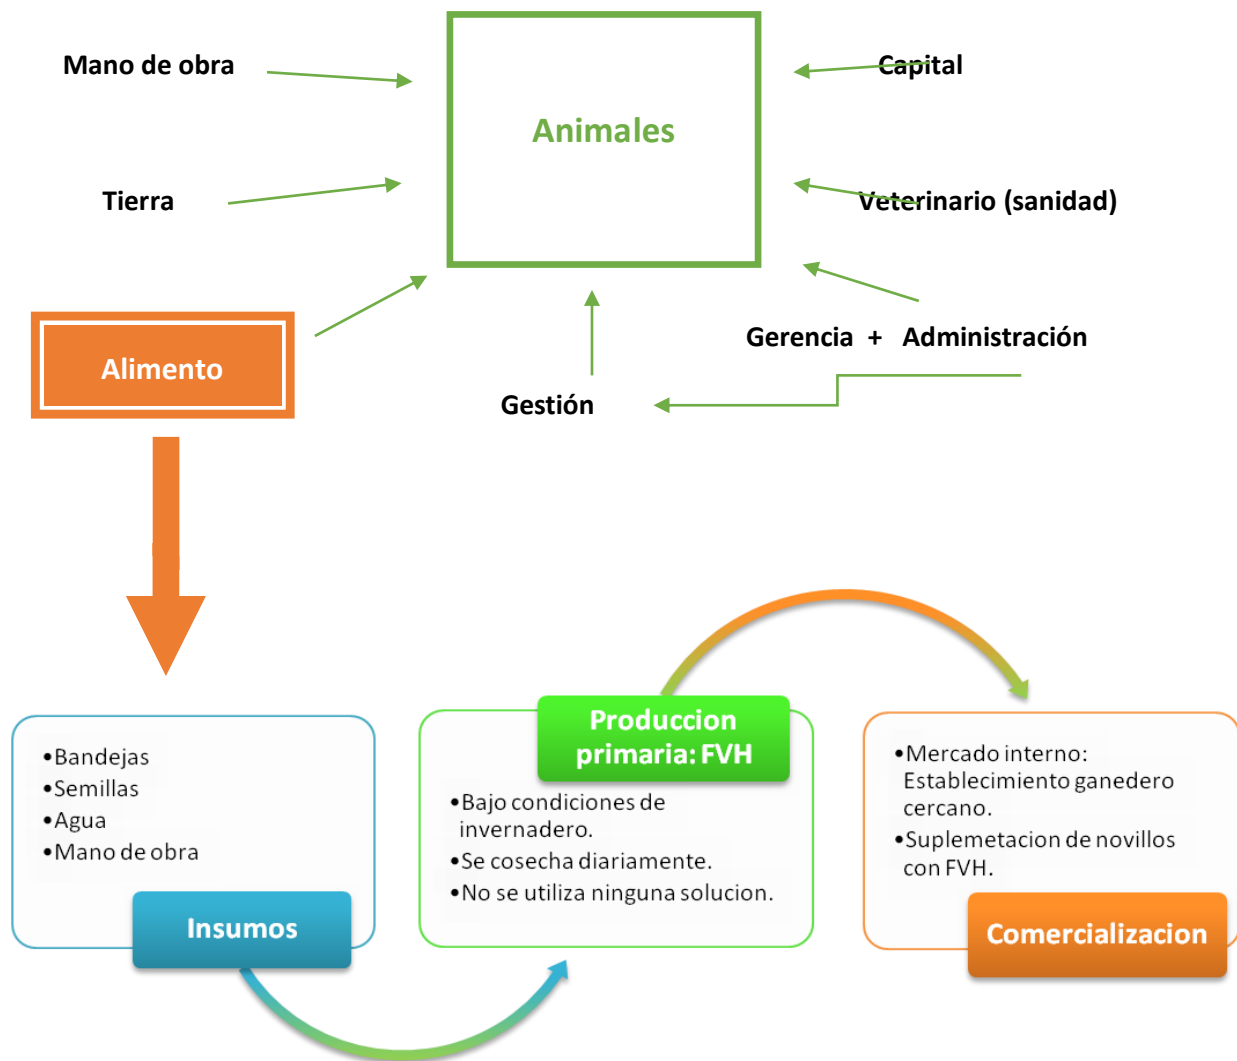 Mano de obra
Capital
Animales
Tierra
Veterinario (sanidad)
Gerencia + Administración
Alimento
Gestión
•Bandejas
•Semillas
•Agua
•Mano de obra
Insumos
Produccion
primaria: FVH
•Bajo condiciones de
invernadero.
•Se cosecha diariamente.
•No se utiliza ninguna solucion.
•Mercado interno:
Establecimiento ganedero
cercano.
•Suplemetacion de novillos
con FVH.
Comercializacion